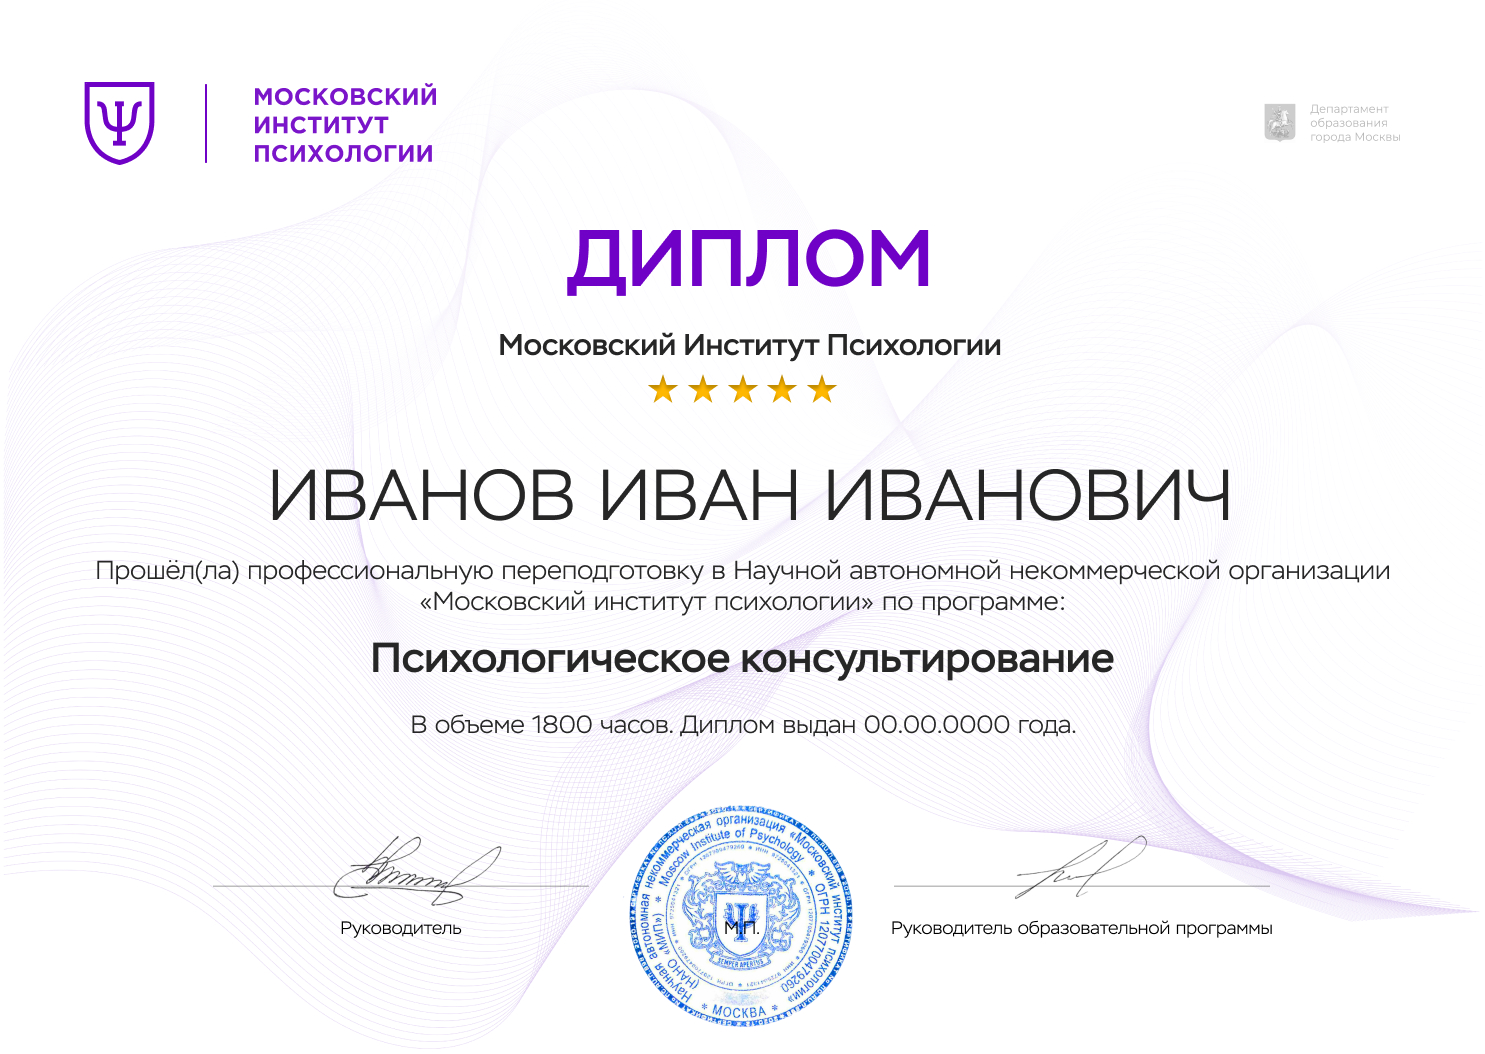 МОСКОВСКИЙ
ИНСТИТУТ
ПСИХОЛОГИИ
Департамент
образования
города Москвы
ДИПЛОМ
Московский Институт Психологии
ИВАНОВ ИВАН ИВАНОВИЧ
Прошёл(ла) профессиональную переподготовку в Научной автономной некоммерческой организации
«Московский институт психологии» по программе:
Психологическое консультирование
В объеме 1800 часов. Диплом выдан 00.00.0000 года.
Научная автономная некоммерческая организация «Московский институт психологии»
(НАНО «МИП») * Moscow Institute of Psychology * ОГРН 1207700479260
SEMPER APERTUS
* МОСКВА *
Руководитель
М.П.
Руководитель образовательной программы